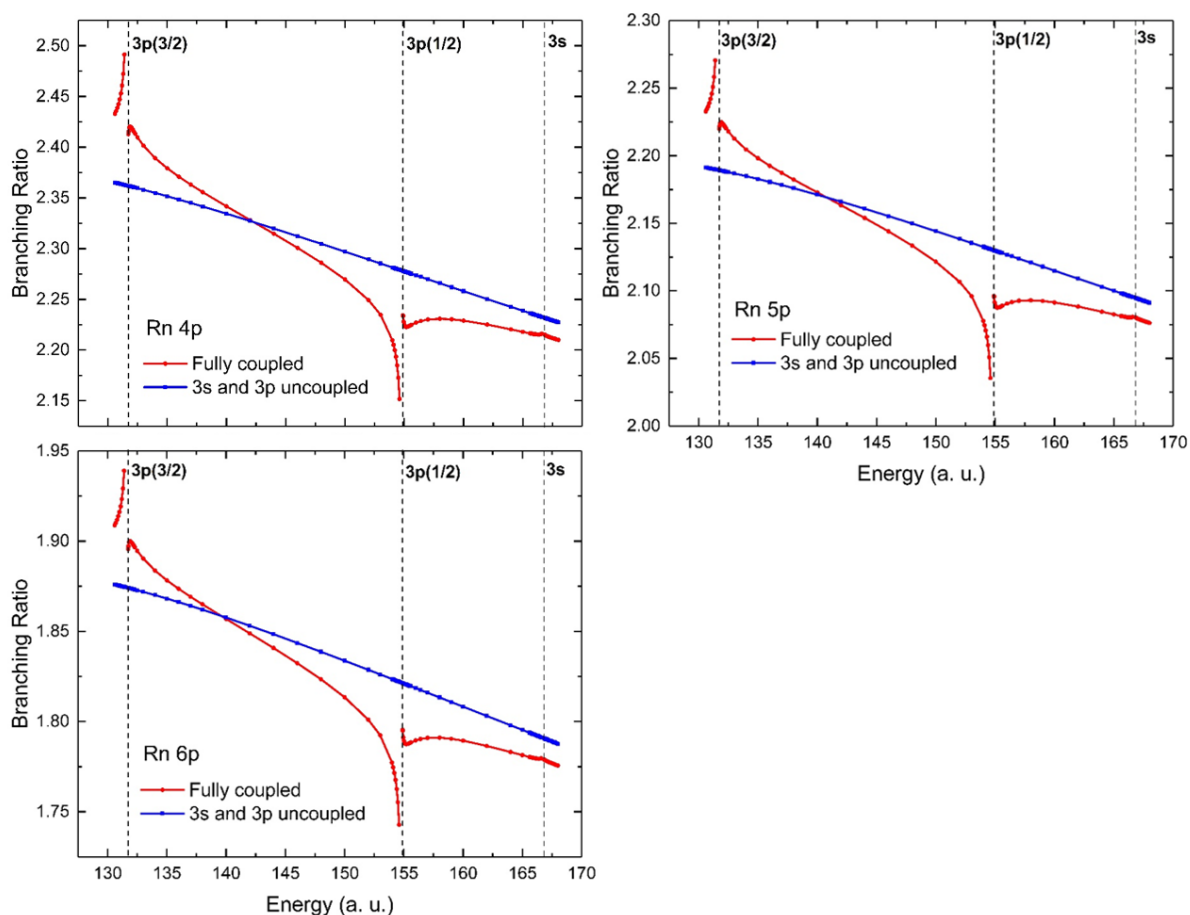 3p(3/2)
3p(1/2)
3s
2.50
2.45
2.40
2.35
2.30
2.25
2.20
2.15
Branching Ratio
Rn 4p
Fully coupled
3s and 3p uncoupled
3p(3/2)
3p(1/2)
3s
2.30
2.25
2.20
2.15
2.10
2.05
2.00
Branching Ratio
Rn 5p
Fully coupled
3s and 3p uncoupled
130 135 140 145 150 155 160 165 170
Energy (a. u.)
3p(3/2)
3p(1/2)
3s
1.95
1.90
1.85
1.80
1.75
Branching Ratio
Rn 6p
Fully coupled
3s and 3p uncoupled
130 135 140 145 150 155 160 165 170
Energy (a. u.)